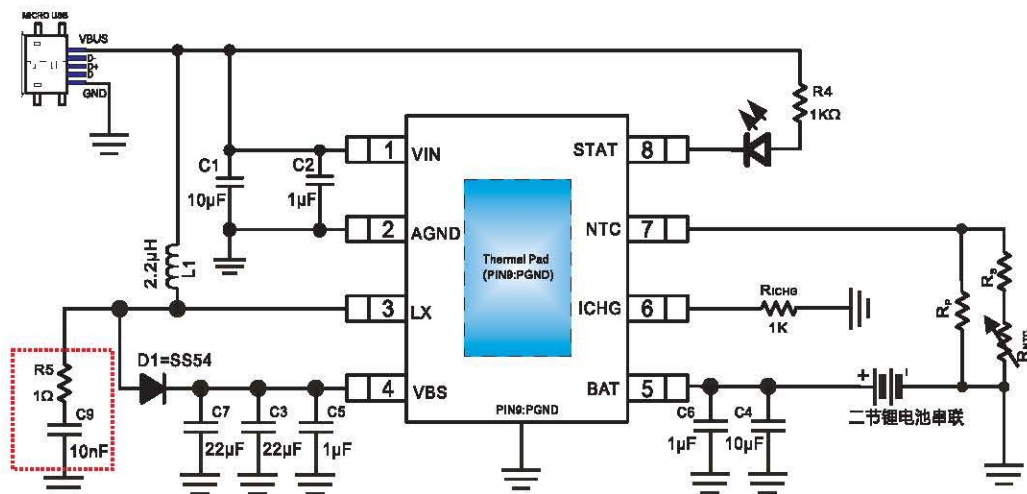 MICRO USB
VBUS
D-
D+
D
GND
R4
1KΩ
1
VIN
STAT
8
C1
10μF
C2
1μF
2
AGND
NTC
7
Thermal Pad
(PIN9:PGND)
2.2μH
L1
3
LX
ICHG
6
RICHG
1K
RP
RS
RNTC
R5
1Ω
C9
10nF
D1=SS54
4
VBS
BAT
5
PIN9:PGND
C7
22μF
C3
22μF
C5
1μF
C6
1μF
C4
10μF
+
-
二节锂电池串联